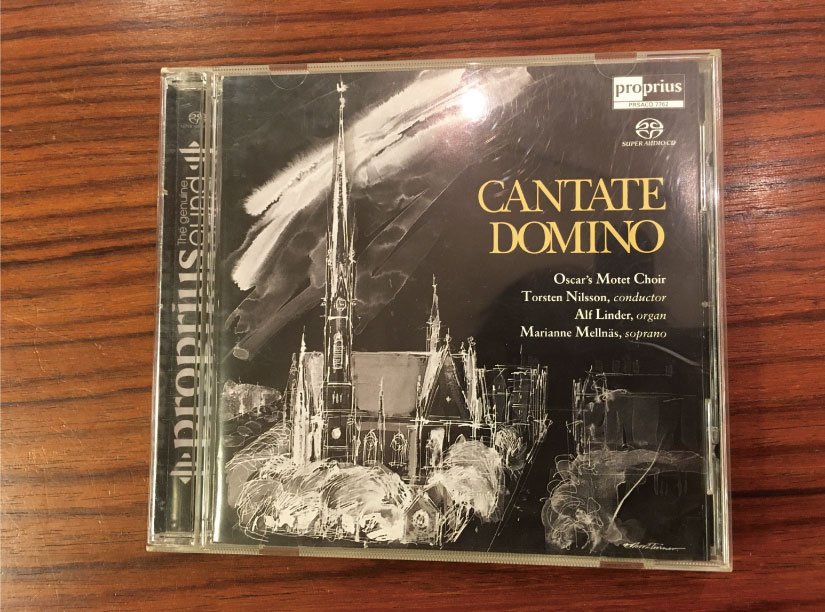 proprius
PRSACD 7762
SUPER AUDIO CD
CANTATE
DOMINO
Oscar's Motet Choir
Torsten Nilsson, conductor
Alf Linder, organ
Marianne Mellnäs, soprano
proprius
The genuine
sound